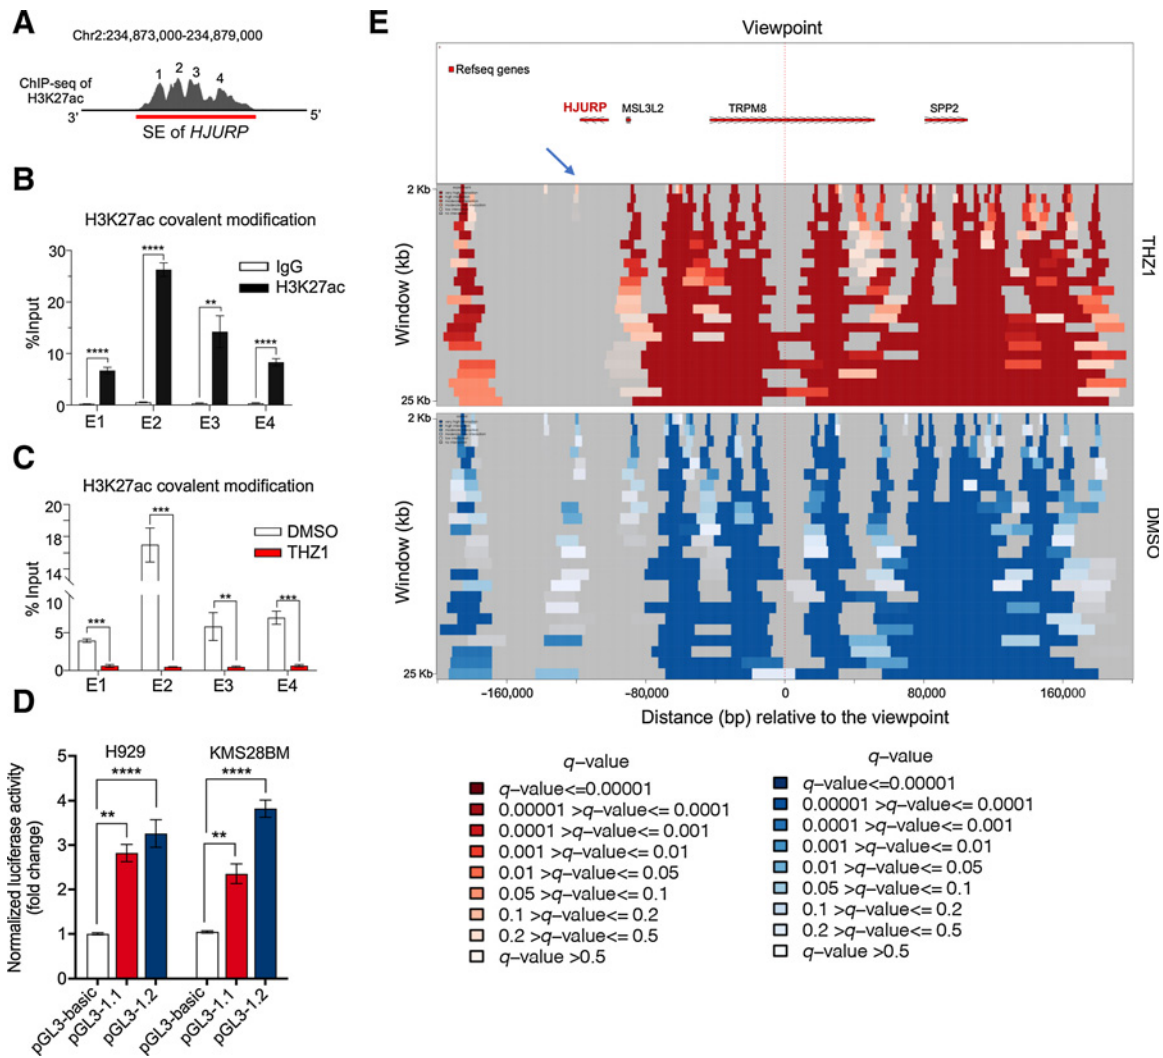 A
Chr2:234,873,000-234,879,000
1 2 3 4
ChIP-seq of
H3K27ac
3'
5'
SE of HJURP
B
H3K27ac covalent modification
30
20
10
0
%Input
IgG
H3K27ac
****
****
**
****
E1 E2 E3 E4
C
H3K27ac covalent modification
20
18
16
14
10
5
0
% Input
DMSO
THZ1
***
***
**
***
E1 E2 E3 E4
D
H929
KMS28BM
5
4
3
2
1
0
Normalized luciferase activity
(fold change)
****
**
****
**
pGL3-basic
pGL3-1.1
pGL3-1.2
pGL3-basic
pGL3-1.1
pGL3-1.2
E
Viewpoint
Refseq genes
HJURP
MSL3L2
TRPM8
SPP2
2 Kb
Window (kb)
25 Kb
THZ1
2 Kb
Window (kb)
25 Kb
DMSO
−160,000
−80,000
0
80,000
160,000
Distance (bp) relative to the viewpoint
q−value
q−value<=0.00001
0.00001 >q−value<= 0.0001
0.0001 >q−value<= 0.001
0.001 >q−value<= 0.01
0.01 >q−value<= 0.05
0.05 >q−value<= 0.1
0.1 >q−value<= 0.2
0.2 >q−value<= 0.5
q−value >0.5
q−value
q−value<=0.00001
0.00001 >q−value<= 0.0001
0.0001 >q−value<= 0.001
0.001 >q−value<= 0.01
0.01 >q−value<= 0.05
0.05 >q−value<= 0.1
0.1 >q−value<= 0.2
0.2 >q−value<= 0.5
q−value >0.5